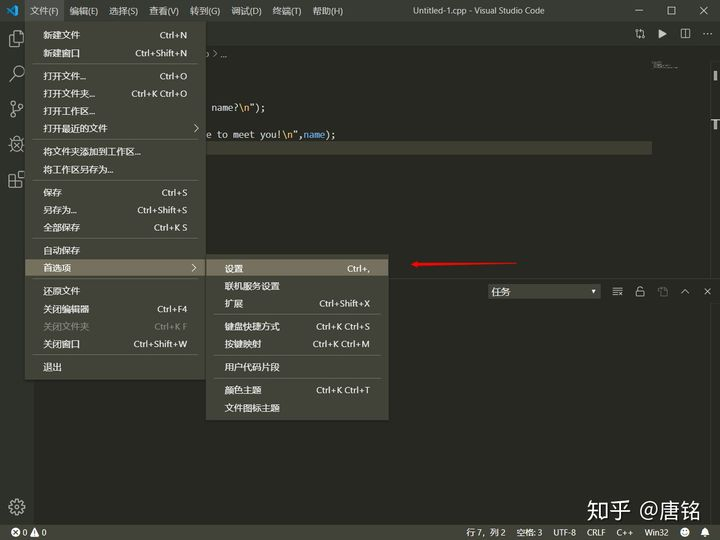 文件(F) 编辑(E) 选择(S) 查看(V) 转到(G) 调试(D) 终端(T) 帮助(H) Untitled-1.cpp - Visual Studio Code
新建文件 Ctrl+N
新建窗口 Ctrl+Shift+N
打开文件... Ctrl+O
打开文件夹... Ctrl+K Ctrl+O
打开工作区...
打开最近的文件
将文件夹添加到工作区...
将工作区另存为...
保存 Ctrl+S
另存为... Ctrl+Shift+S
全部保存 Ctrl+K S
自动保存
首选项
还原文件
关闭编辑器 Ctrl+F4
关闭文件夹 Ctrl+K F
关闭窗口 Ctrl+Shift+W
退出
name?\n");
e to meet you!\n",name);
设置 Ctrl+,
联机服务设置
扩展 Ctrl+Shift+X
键盘快捷方式 Ctrl+K Ctrl+S
按键映射 Ctrl+K Ctrl+M
用户代码片段
颜色主题 Ctrl+K Ctrl+T
文件图标主题
任务
知乎 @唐铭
0 0 行 7，列 2 空格: 3 UTF-8 CRLF C++ Win32